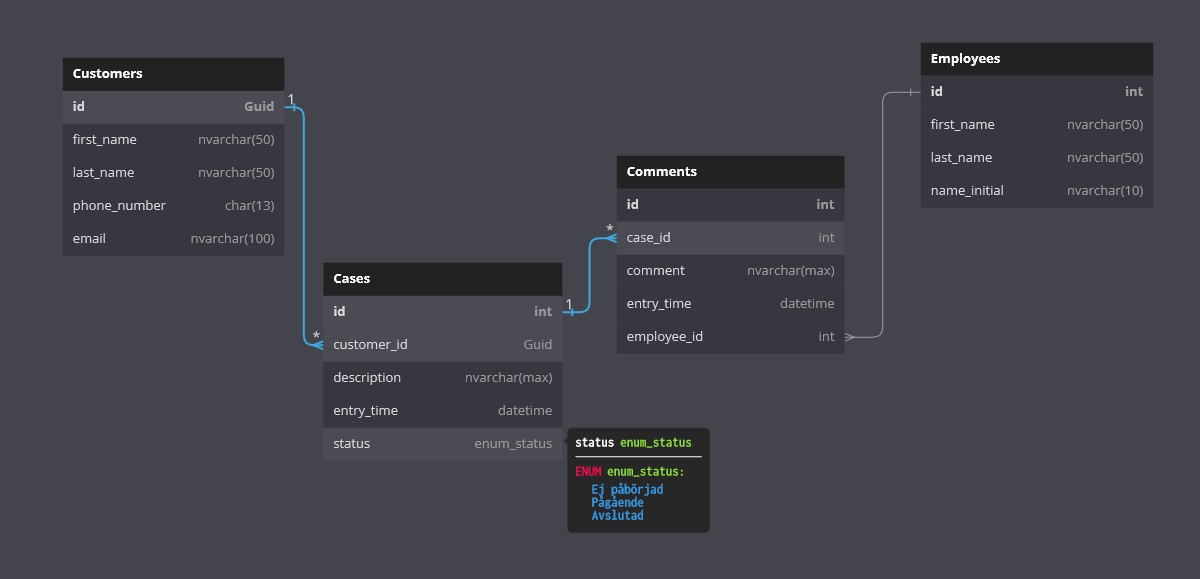 Customers
id Guid
first_name nvarchar(50)
last_name nvarchar(50)
phone_number char(13)
email nvarchar(100)
1
*
Cases
id int
customer_id Guid
description nvarchar(max)
entry_time datetime
status enum_status
1
*
status enum_status
ENUM enum_status:
Ej påbörjad
Pågående
Avslutad
Comments
id int
case_id int
comment nvarchar(max)
entry_time datetime
employee_id int
Employees
id int
first_name nvarchar(50)
last_name nvarchar(50)
name_initial nvarchar(10)